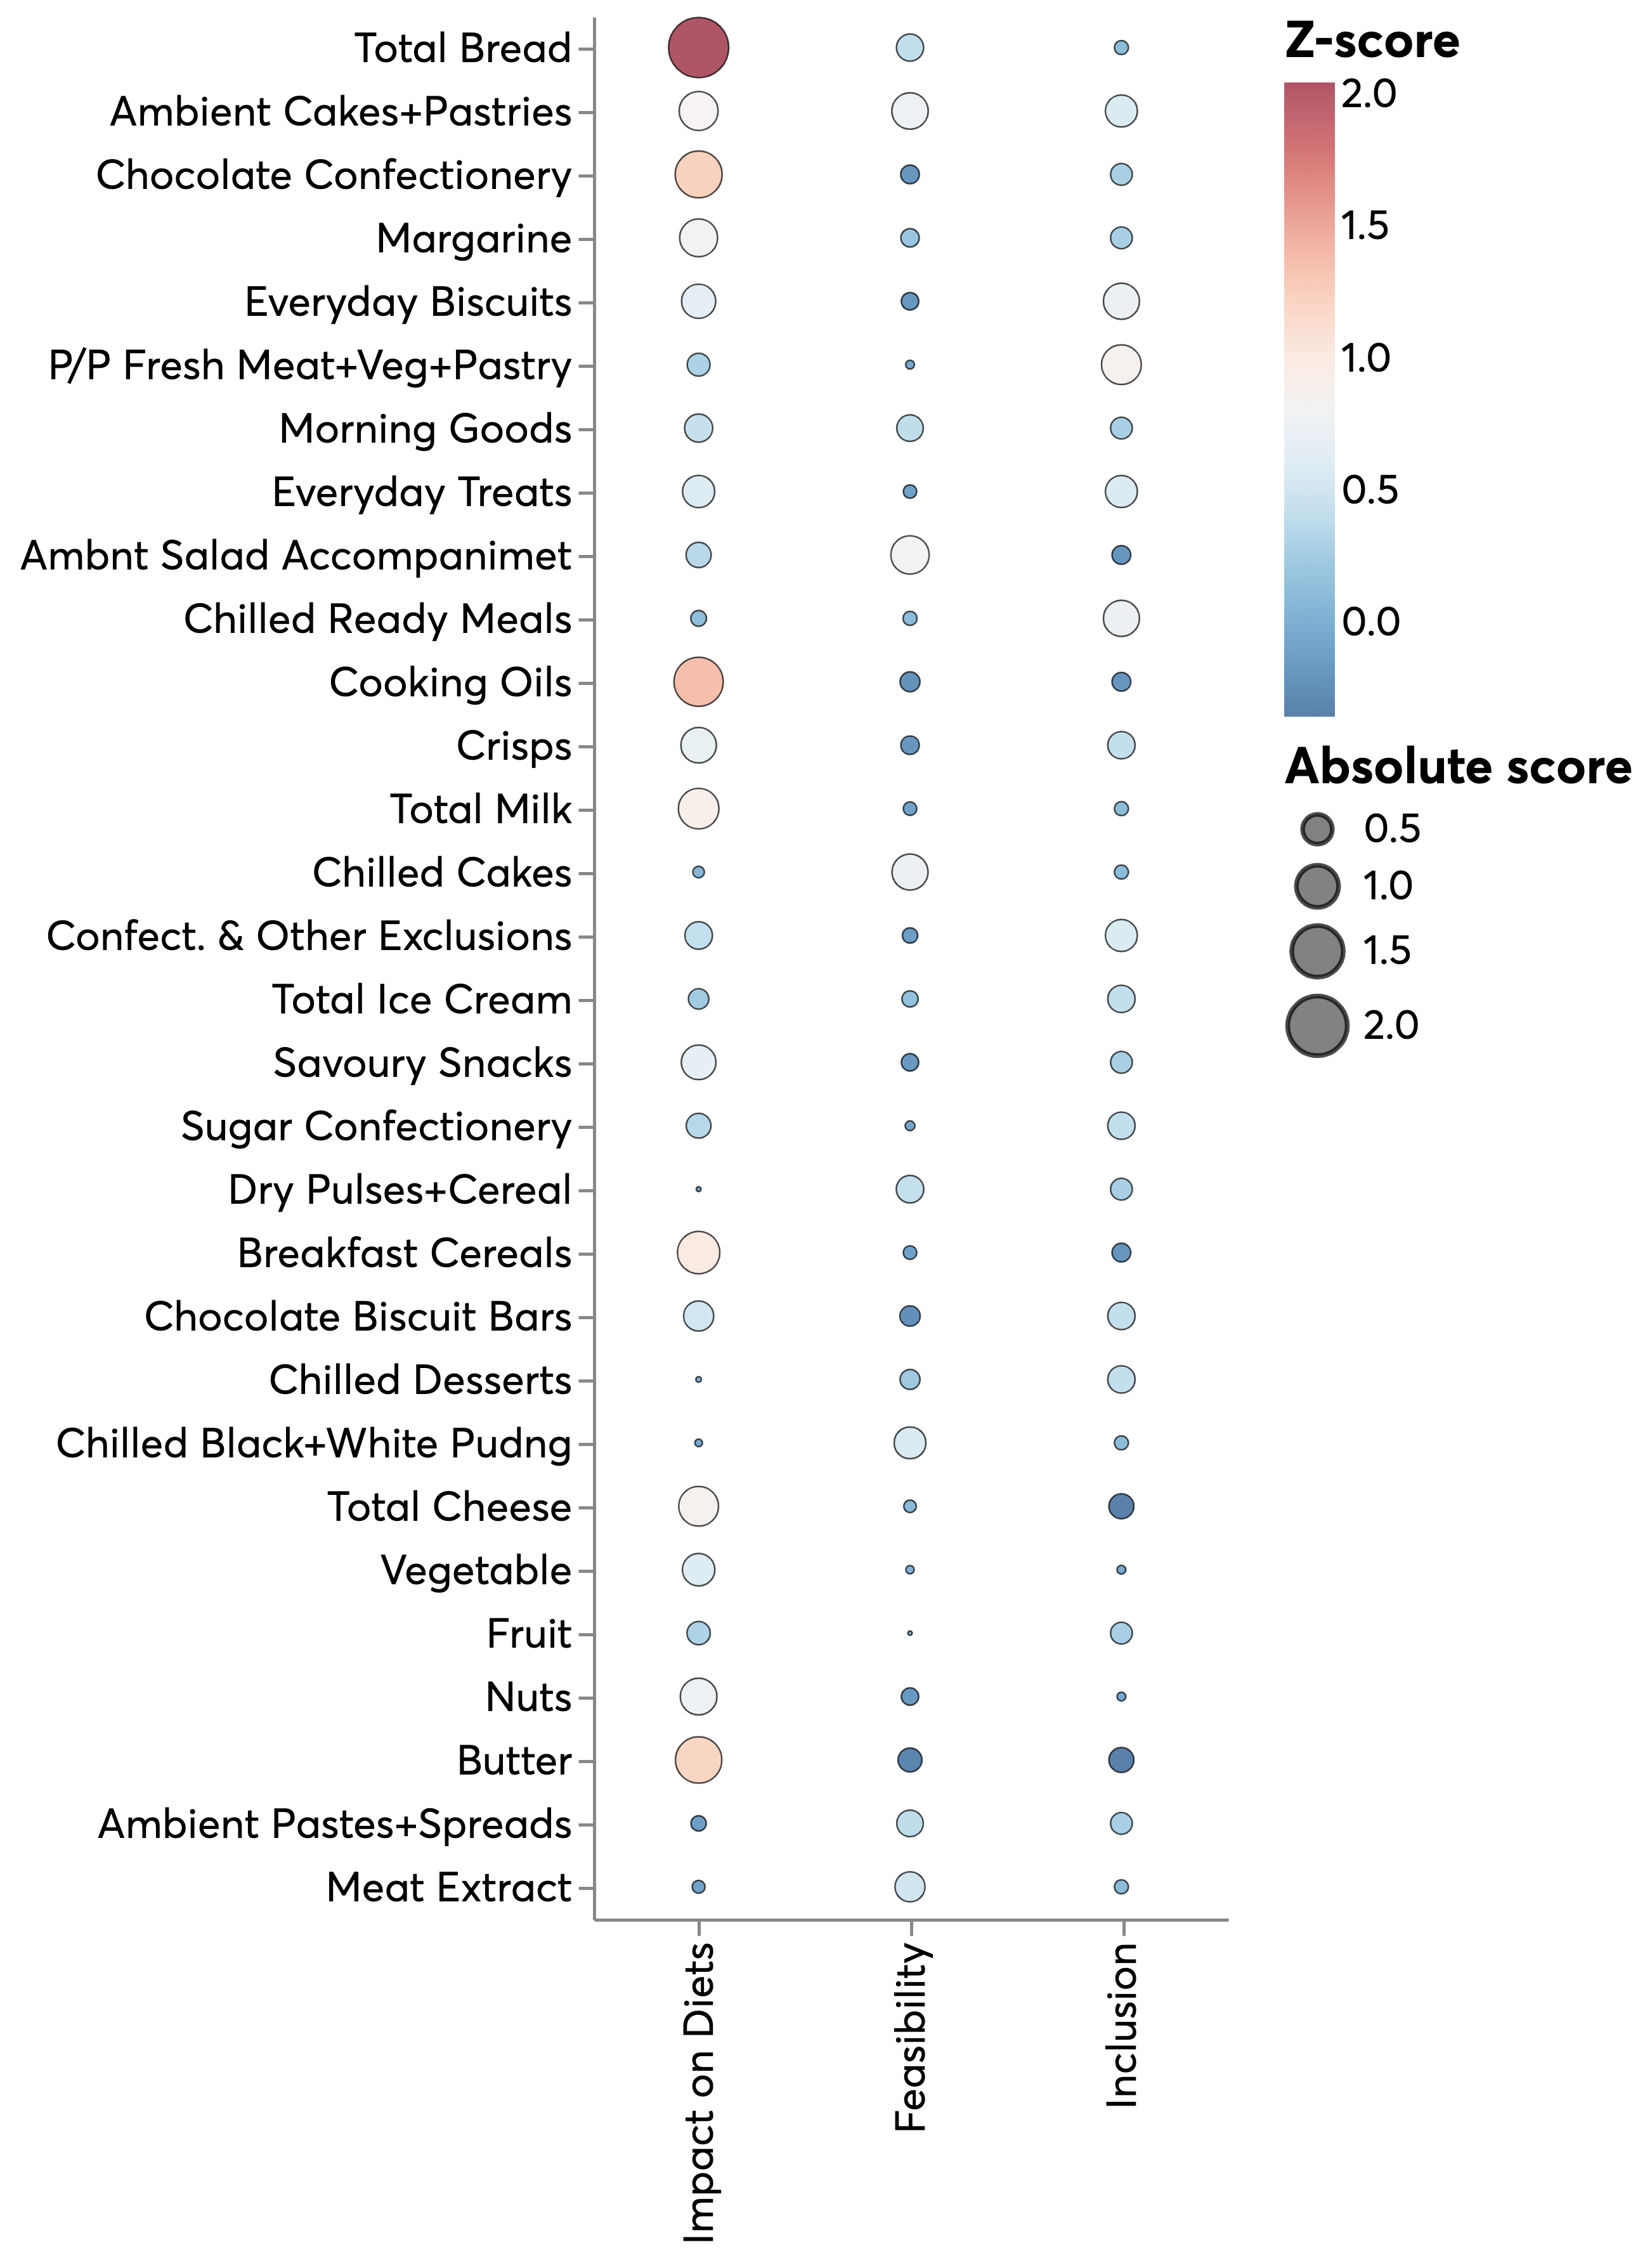 Total Bread
Ambient Cakes+Pastries
Chocolate Confectionery
Margarine
Everyday Biscuits
P/P Fresh Meat+Veg+Pastry
Morning Goods
Everyday Treats
Ambnt Salad Accompanimet
Chilled Ready Meals
Cooking Oils
Crisps
Total Milk
Chilled Cakes
Confect. & Other Exclusions
Total Ice Cream
Savoury Snacks
Sugar Confectionery
Dry Pulses+Cereal
Breakfast Cereals
Chocolate Biscuit Bars
Chilled Desserts
Chilled Black+White Pudng
Total Cheese
Vegetable
Fruit
Nuts
Butter
Ambient Pastes+Spreads
Meat Extract
Impact on Diets
Feasibility
Inclusion
Z-score
2.0
1.5
1.0
0.5
0.0
Absolute score
0.5
1.0
1.5
2.0